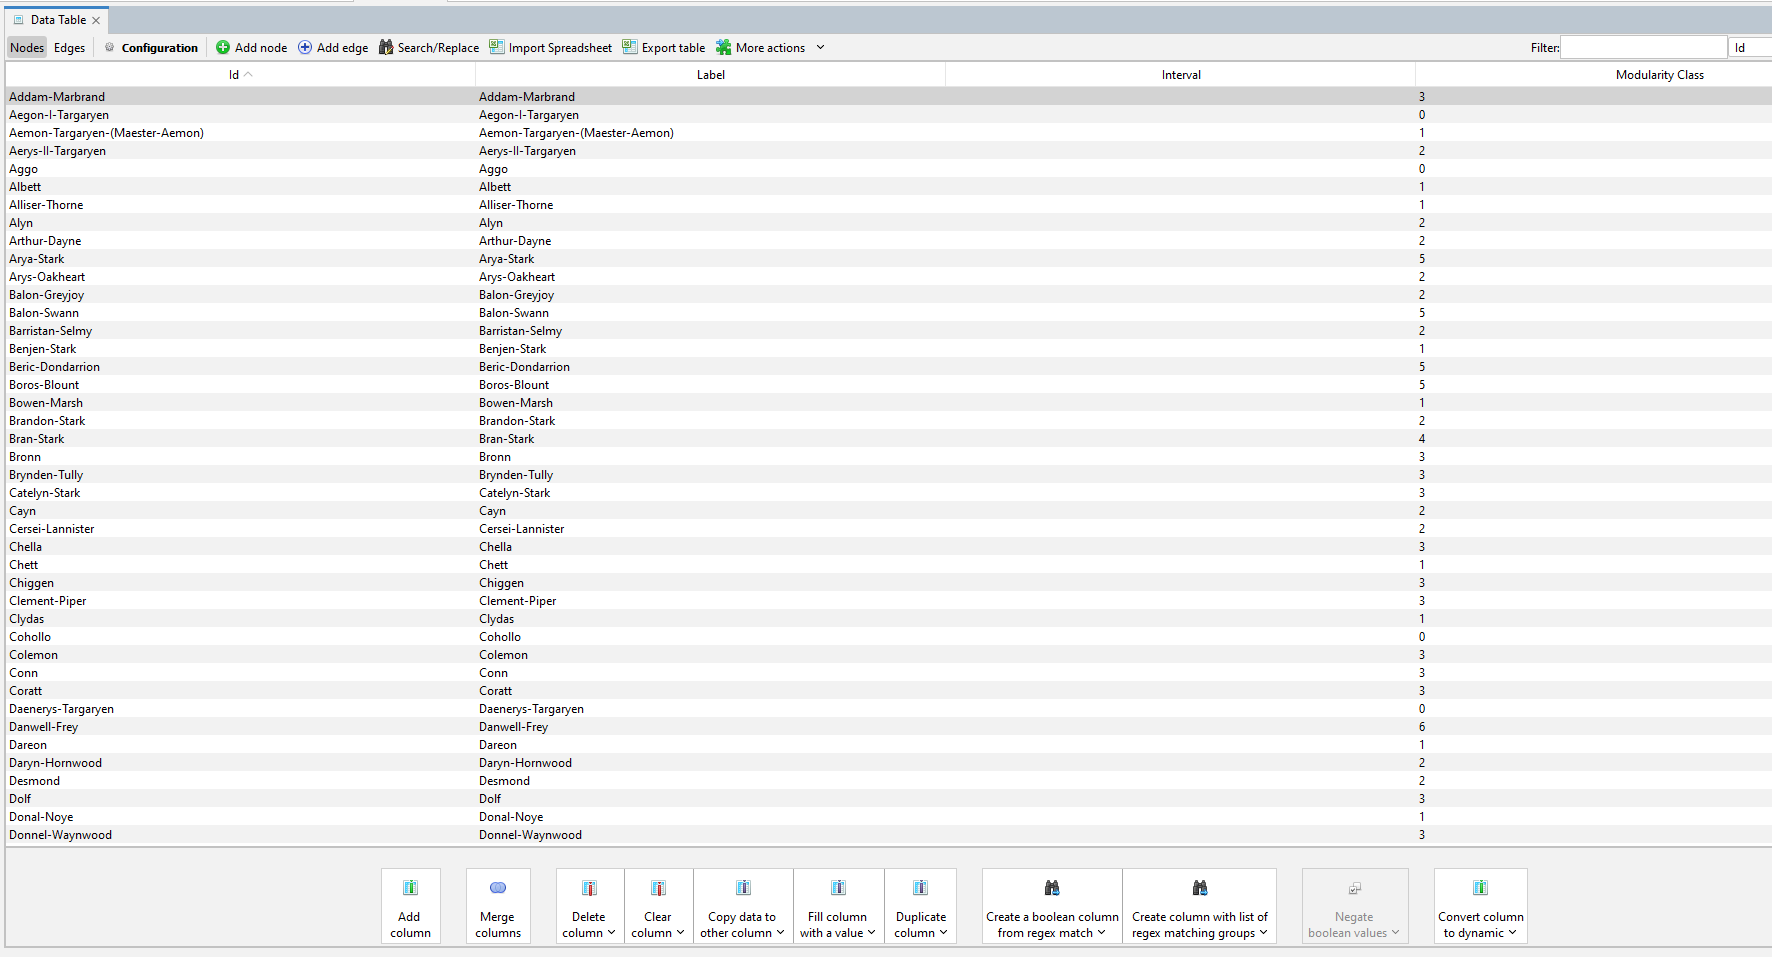 Data Table
Nodes Edges Configuration Add node Add edge Search/Replace Import Spreadsheet Export table More actions Filter: Id
Id Label Interval Modularity Class
Addam-Marbrand Addam-Marbrand 3
Aegon-I-Targaryen Aegon-I-Targaryen 0
Aemon-Targaryen-(Maester-Aemon) Aemon-Targaryen-(Maester-Aemon) 1
Aerys-II-Targaryen Aerys-II-Targaryen 2
Aggo Aggo 0
Albett Albett 1
Alliser-Thorne Alliser-Thorne 1
Alyn Alyn 2
Arthur-Dayne Arthur-Dayne 2
Arya-Stark Arya-Stark 5
Arys-Oakheart Arys-Oakheart 2
Balon-Greyjoy Balon-Greyjoy 2
Balon-Swann Balon-Swann 5
Barristan-Selmy Barristan-Selmy 2
Benjen-Stark Benjen-Stark 1
Beric-Dondarrion Beric-Dondarrion 5
Boros-Blount Boros-Blount 5
Bowen-Marsh Bowen-Marsh 1
Brandon-Stark Brandon-Stark 2
Bran-Stark Bran-Stark 4
Bronn Bronn 3
Brynden-Tully Brynden-Tully 3
Catelyn-Stark Catelyn-Stark 3
Cayn Cayn 2
Cersei-Lannister Cersei-Lannister 2
Chella Chella 3
Chett Chett 1
Chiggen Chiggen 3
Clement-Piper Clement-Piper 3
Clydas Clydas 1
Cohollo Cohollo 0
Colemon Colemon 3
Conn Conn 3
Coratt Coratt 3
Daenerys-Targaryen Daenerys-Targaryen 0
Danwell-Frey Danwell-Frey 6
Dareon Dareon 1
Daryn-Hornwood Daryn-Hornwood 2
Desmond Desmond 2
Dolf Dolf 3
Donal-Noye Donal-Noye 1
Donnel-Waynwood Donnel-Waynwood 3
Add column
Merge columns
Delete column
Clear column
Copy data to other column
Fill column with a value
Duplicate column
Create a boolean column from regex match
Create column with list of regex matching groups
Negate boolean values
Convert column to dynamic